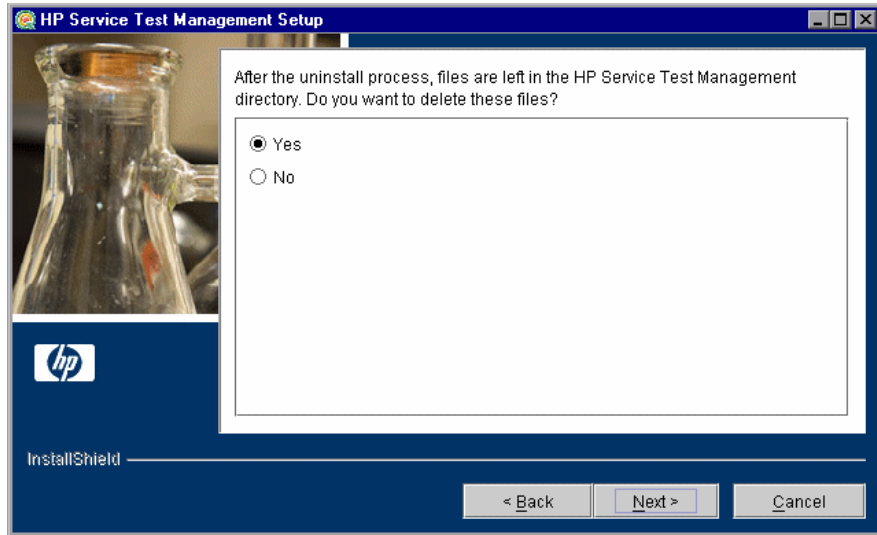 HP Service Test Management Setup
After the uninstall process, files are left in the HP Service Test Management
directory. Do you want to delete these files?
Yes
No
hp
InstallShield
< Back
Next >
Cancel